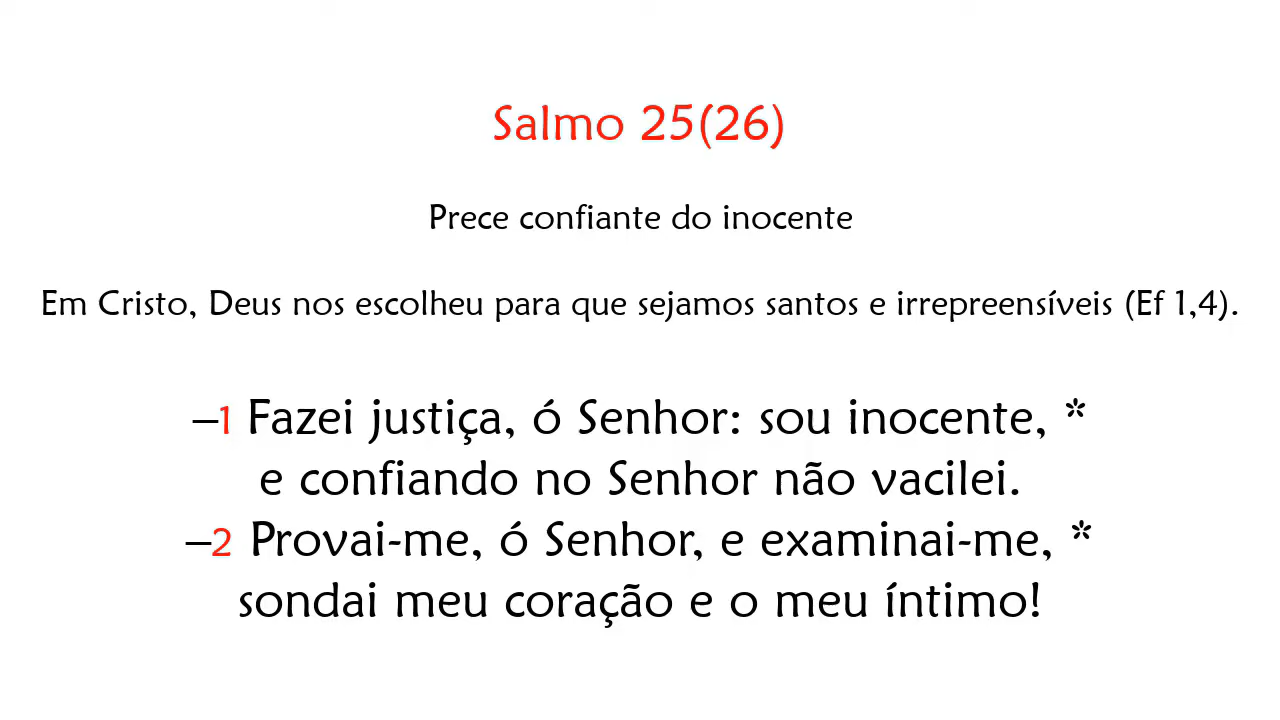 Salmo 25(26)
Prece confiante do inocente
Em Cristo, Deus nos escolheu para que sejamos santos e irrepreensíveis (Ef 1,4).
–1 Fazei justiça, ó Senhor: sou inocente, *
e confiando no Senhor não vacilei.
–2 Provai-me, ó Senhor, e examinai-me, *
sondai meu coração e o meu íntimo!